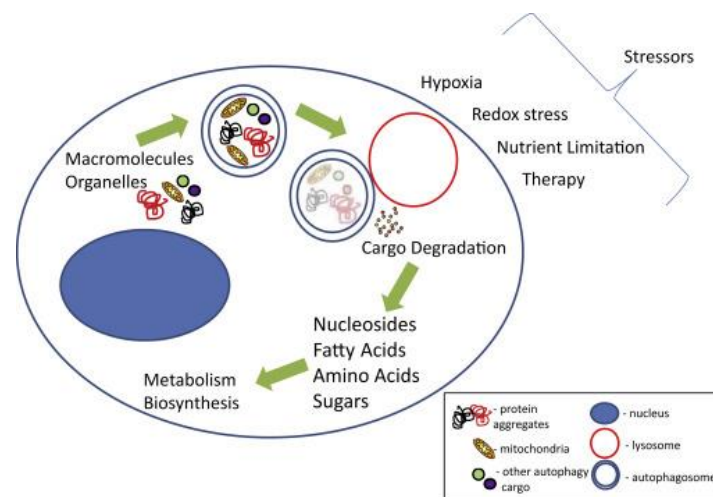 Stressors
Hypoxia
Redox stress
Nutrient Limitation
Therapy
Macromolecules
Organelles
Cargo Degradation
Nucleosides
Fatty Acids
Amino Acids
Sugars
Metabolism
Biosynthesis
- protein
aggregates
- nucleus
- mitochondria
- lysosome
- other autophagy
cargo
- autophagosome